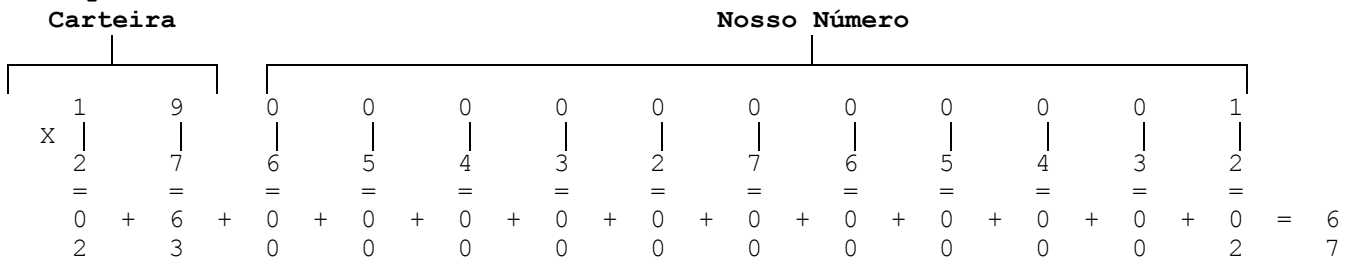 Carteira Nosso Número
1 9 0 0 0 0 0 0 0 0 0 0 1
X
2 7 6 5 4 3 2 7 6 5 4 3 2
= = = = = = = = = = = = =
0 + 6 + 0 + 0 + 0 + 0 + 0 + 0 + 0 + 0 + 0 + 0 + 0 = 6
2 3 0 0 0 0 0 0 0 0 0 0 2 7